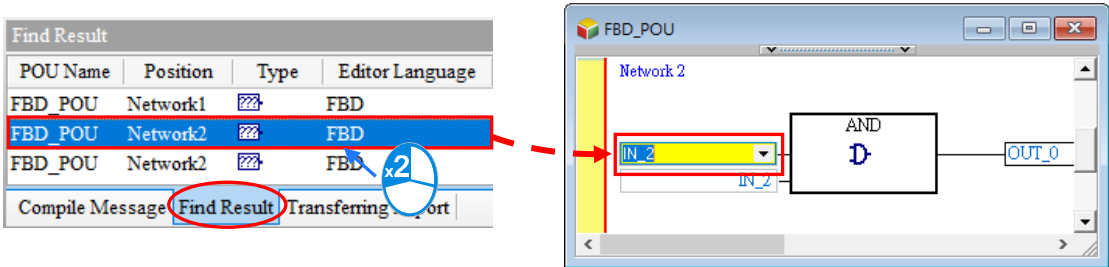 Find Result
POU Name Position Type Editor Language
FBD_POU Network1 ??? FBD
FBD_POU Network2 ??? FBD
FBD_POU Network2 ??? FBD
x2
Compile Message Find Result Transferring Report
FBD_POU
Network 2
AND
IN_2 OUT_0
IN_2